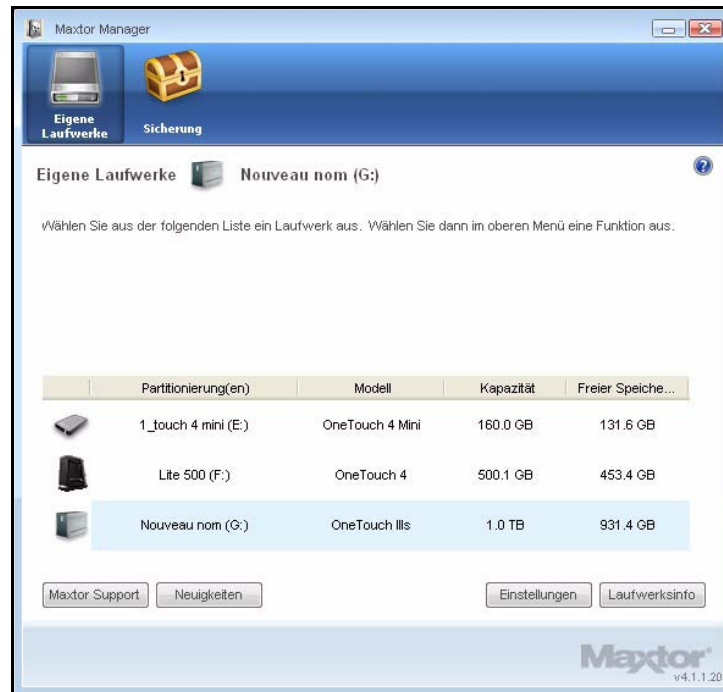 Maxtor Manager
Eigene Laufwerke
Sicherung
Eigene Laufwerke Nouveau nom (G:)
Wählen Sie aus der folgenden Liste ein Laufwerk aus. Wählen Sie dann im oberen Menü eine Funktion aus.
Partitionierung(en) Modell Kapazität Freier Speiche...
1_touch 4 mini (E:) OneTouch 4 Mini 160.0 GB 131.6 GB
Lite 500 (F:) OneTouch 4 500.1 GB 453.4 GB
Nouveau nom (G:) OneTouch IIIs 1.0 TB 931.4 GB
Maxtor Support Neuigkeiten Einstellungen Laufwerksinfo
Maxtor
v4.1.1.20